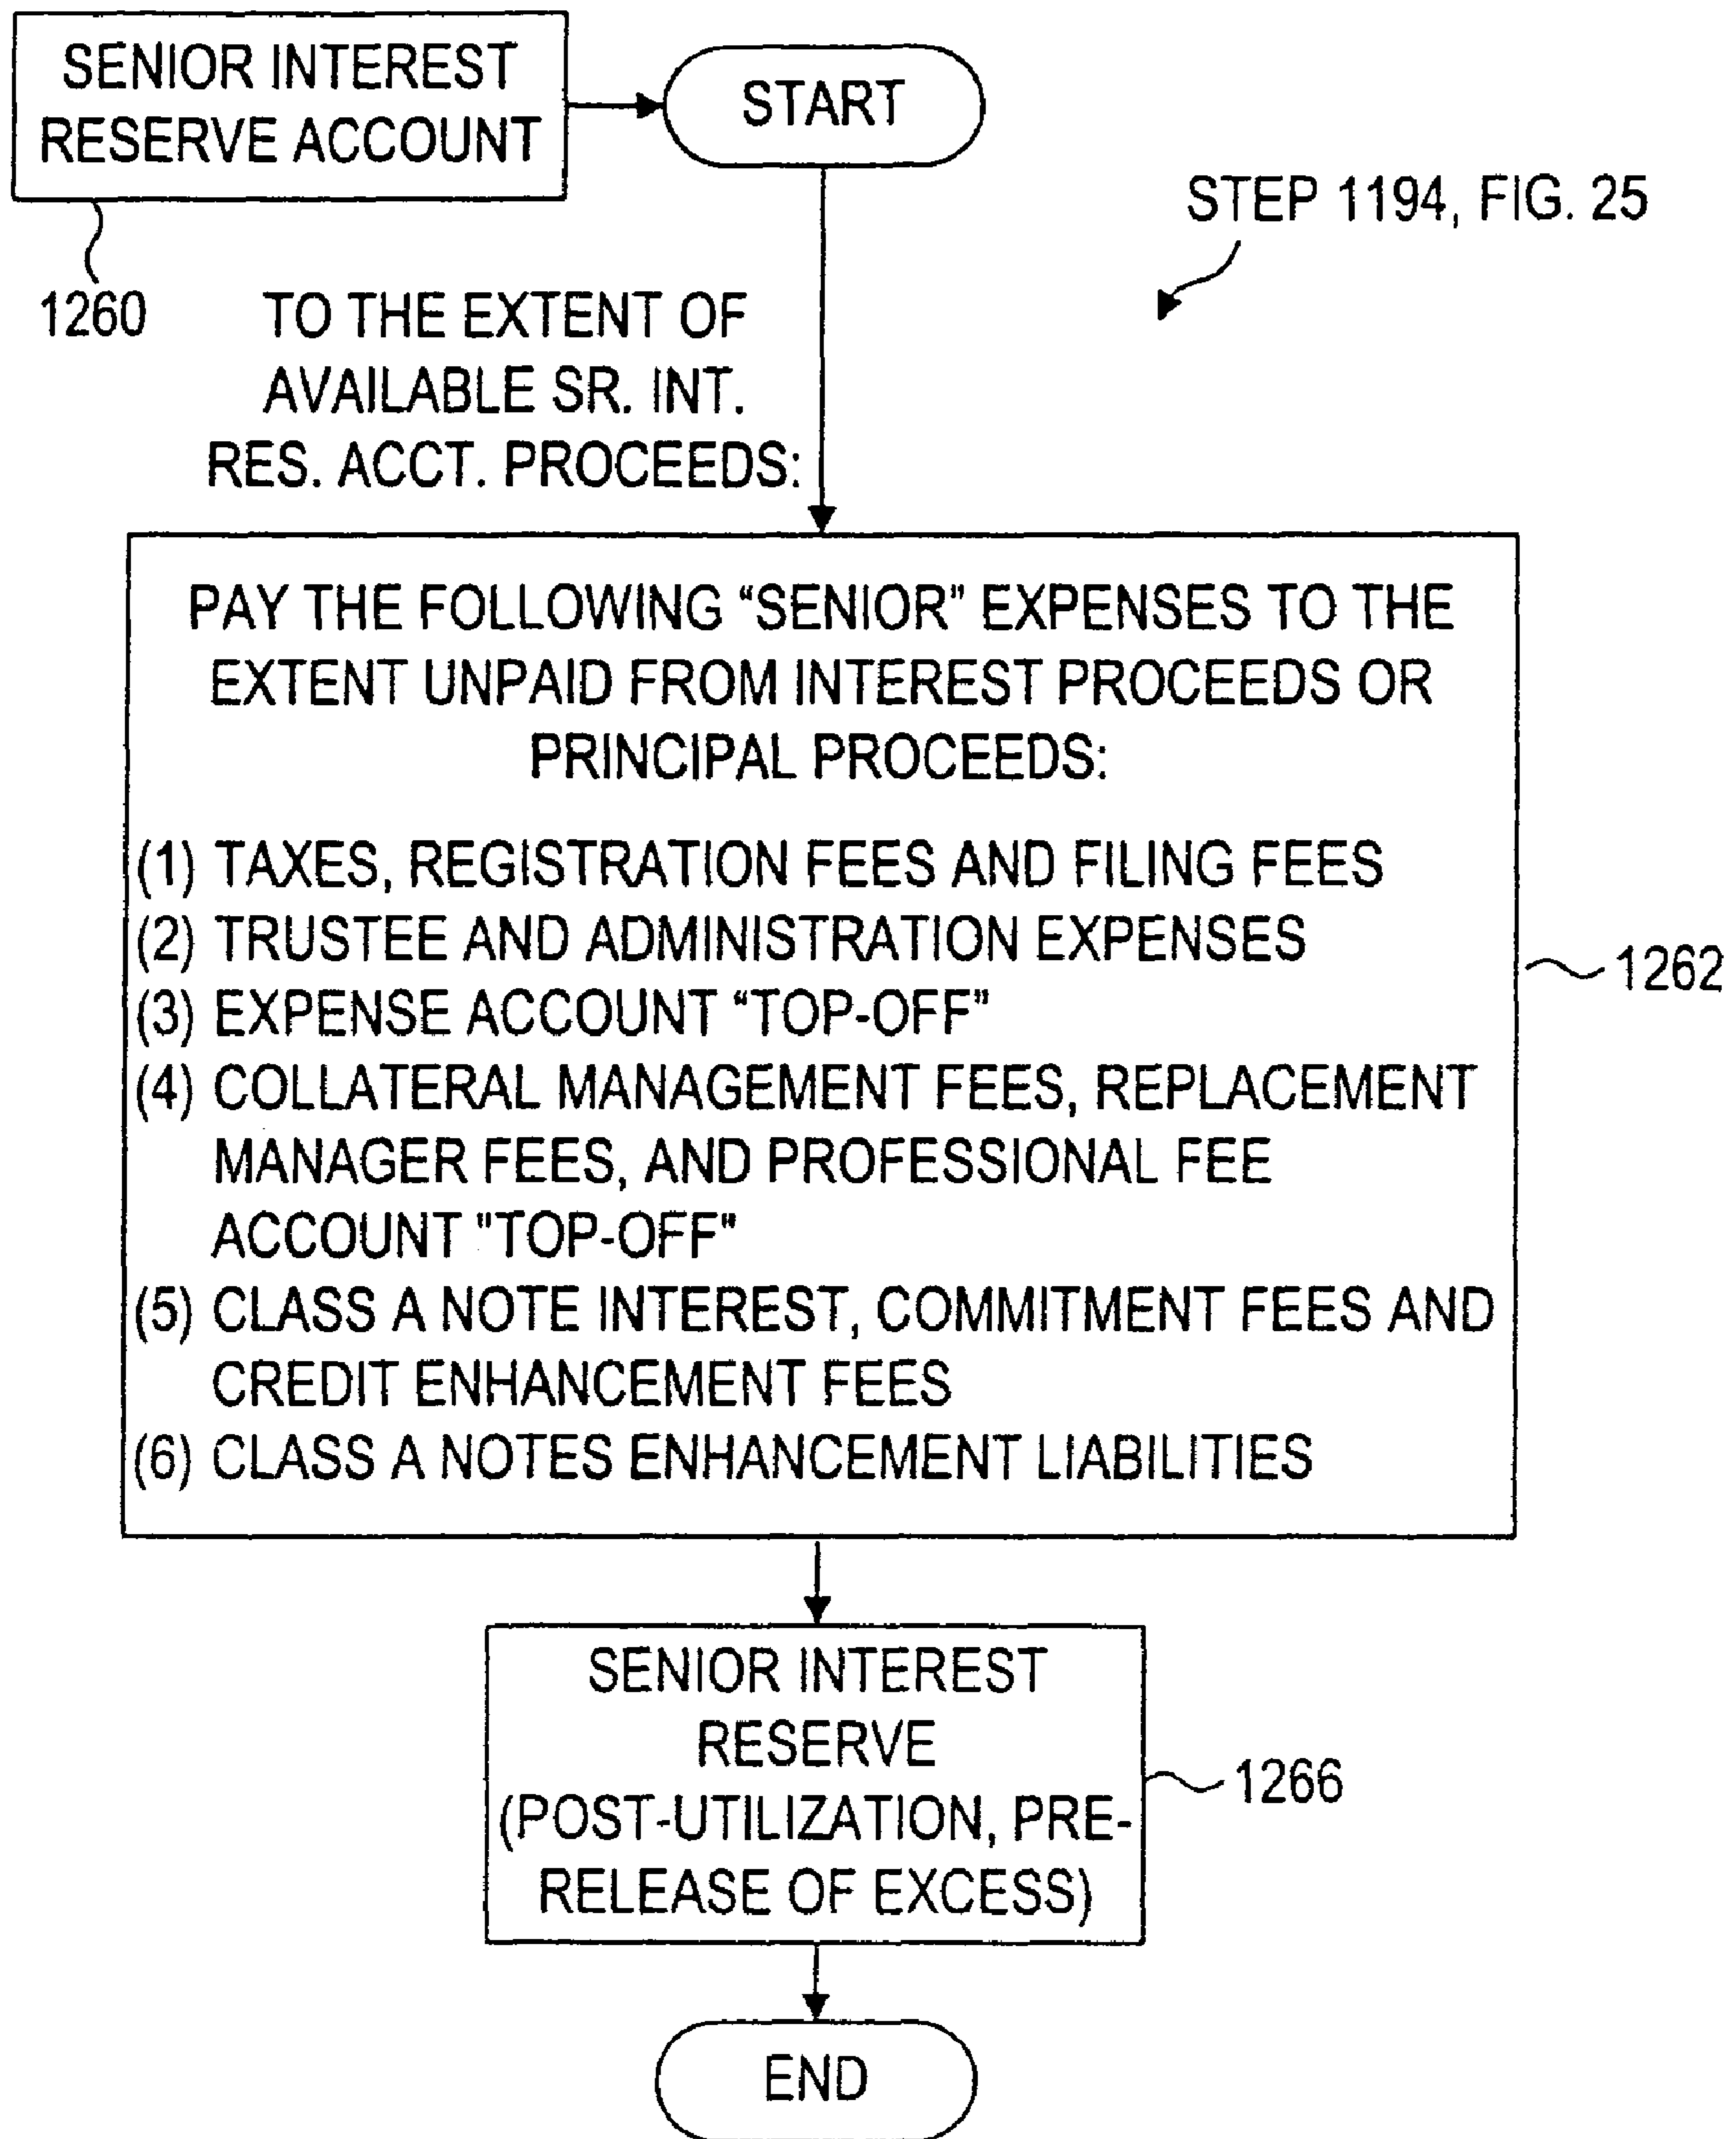 SENIOR INTEREST
RESERVE ACCOUNT
START
STEP 1194, FIG. 25
1260
TO THE EXTENT OF
AVAILABLE SR. INT.
RES. ACCT. PROCEEDS:
PAY THE FOLLOWING “SENIOR” EXPENSES TO THE
EXTENT UNPAID FROM INTEREST PROCEEDS OR
PRINCIPAL PROCEEDS:
(1) TAXES, REGISTRATION FEES AND FILING FEES
(2) TRUSTEE AND ADMINISTRATION EXPENSES
1262
(3) EXPENSE ACCOUNT “TOP-OFF”
(4) COLLATERAL MANAGEMENT FEES, REPLACEMENT
MANAGER FEES, AND PROFESSIONAL FEE
ACCOUNT "TOP-OFF"
(5) CLASS A NOTE INTEREST, COMMITMENT FEES AND
CREDIT ENHANCEMENT FEES
(6) CLASS A NOTES ENHANCEMENT LIABILITIES
SENIOR INTEREST
RESERVE
(POST-UTILIZATION, PRE-
RELEASE OF EXCESS)
1266
END